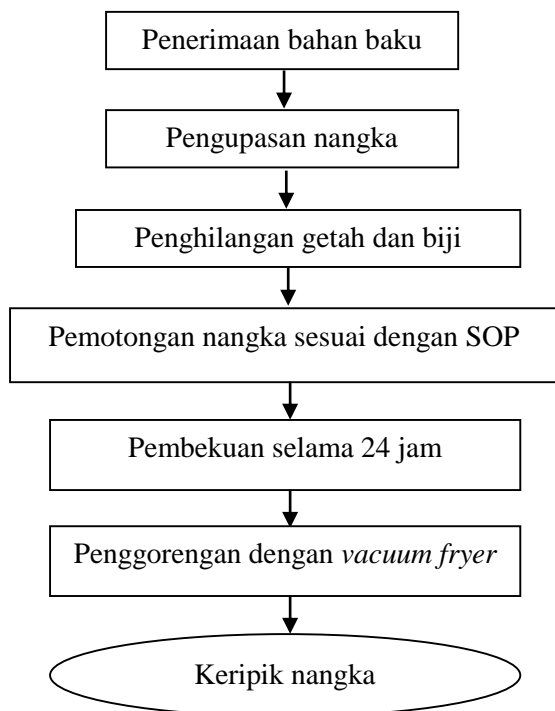 Penerimaan bahan baku
Pengupasan nangka
Penghilangan getah dan biji
Pemotongan nangka sesuai dengan SOP
Pembekuan selama 24 jam
Penggorengan dengan vacuum fryer
Keripik nangka